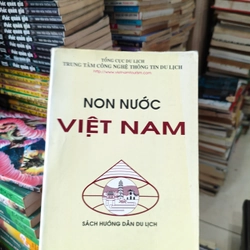 TỔNG CỤC DU LỊCH
TRUNG TÂM CÔNG NGHỆ THÔNG TIN DU LỊCH
NON NƯỚC
VIỆT NAM
SÁCH HƯỚNG DẪN DU LỊCH